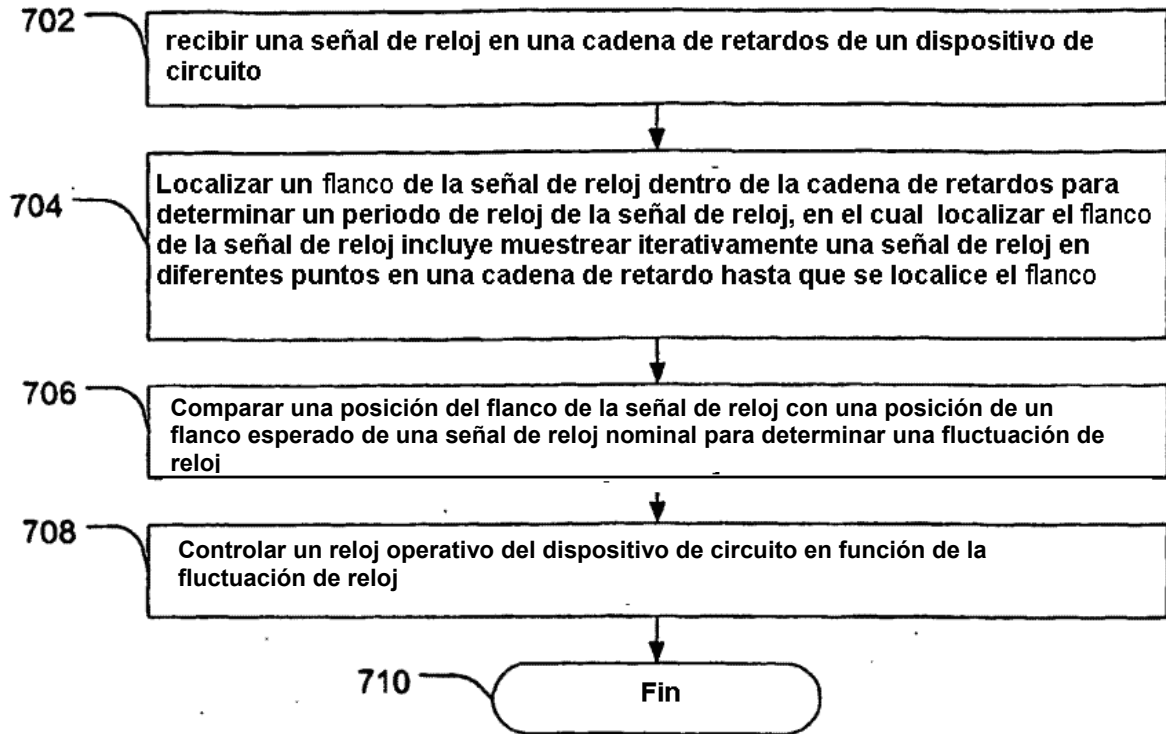 702
recibir una señal de reloj en una cadena de retardos de un dispositivo de
circuito
704
Localizar un flanco de la señal de reloj dentro de la cadena de retardos para
determinar un periodo de reloj de la señal de reloj, en el cual localizar el flanco
de la señal de reloj incluye muestrear iterativamente una señal de reloj en
diferentes puntos en una cadena de retardo hasta que se localice el flanco
706
Comparar una posición del flanco de la señal de reloj con una posición de un
flanco esperado de una señal de reloj nominal para determinar una fluctuación de
reloj
708
Controlar un reloj operativo del dispositivo de circuito en función de la
fluctuación de reloj
710
Fin